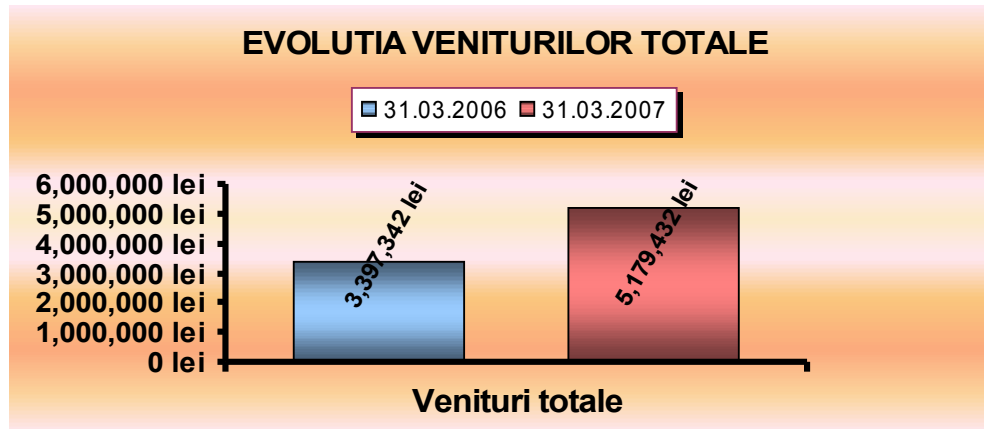 EVOLUTIA VENITURILOR TOTALE
31.03.2006 31.03.2007
6,000,000 lei
5,000,000 lei
4,000,000 lei
3,000,000 lei
2,000,000 lei
1,000,000 lei
0 lei
3,397,342 lei
5,179,432 lei
Venituri totale